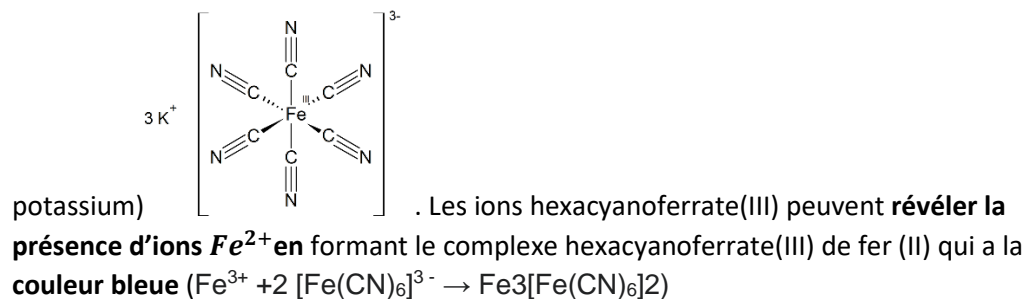 N N N N N N
C C C C C C
3 K⁺ Fe III 3-
potassium) . Les ions hexacyanoferrate(III) peuvent révéler la
présence d’ions Fe²⁺ en formant le complexe hexacyanoferrate(III) de fer (II) qui a la
couleur bleue (Fe³⁺ +2 [Fe(CN)₆]³ ⁻ → Fe3[Fe(CN)₆]2)